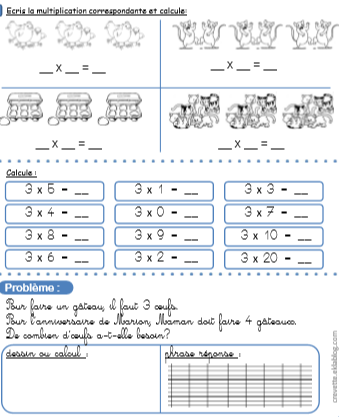 Ecris la multiplication correspondante et calcule:
__ x __ = __ __ x __ = __
__ x __ = __ __ x __ = __
Calcule :
3 x 5 = __ 3 x 1 = __ 3 x 3 = __
3 x 4 = __ 3 x 0 = __ 3 x 7 = __
3 x 8 = __ 3 x 9 = __ 3 x 10 = __
3 x 6 = __ 3 x 2 = __ 3 x 20 = __
Problème :
Pour faire un gâteau, il faut 3 œufs.
Pour l'anniversaire de Marion, Maman doit faire 4 gâteaux.
De combien d'œufs a-t-elle besoin?
dessin ou calcul : phrase réponse :
crevette.eklablog.com